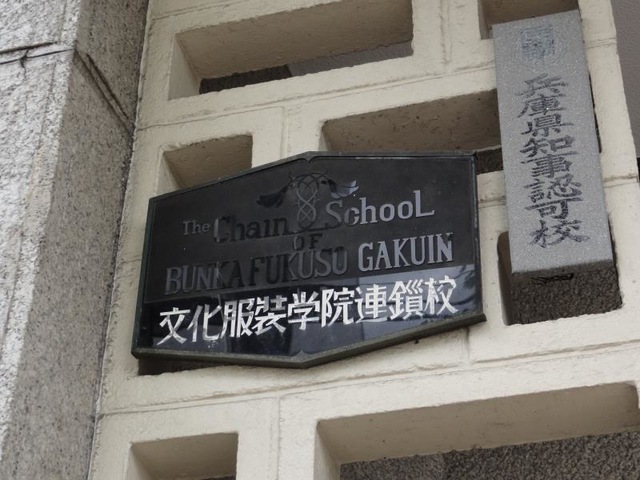 The Chain School
OF
BUNKA FUKUSO GAKUIN
文化服装学院連鎖校
兵庫県知事認可校